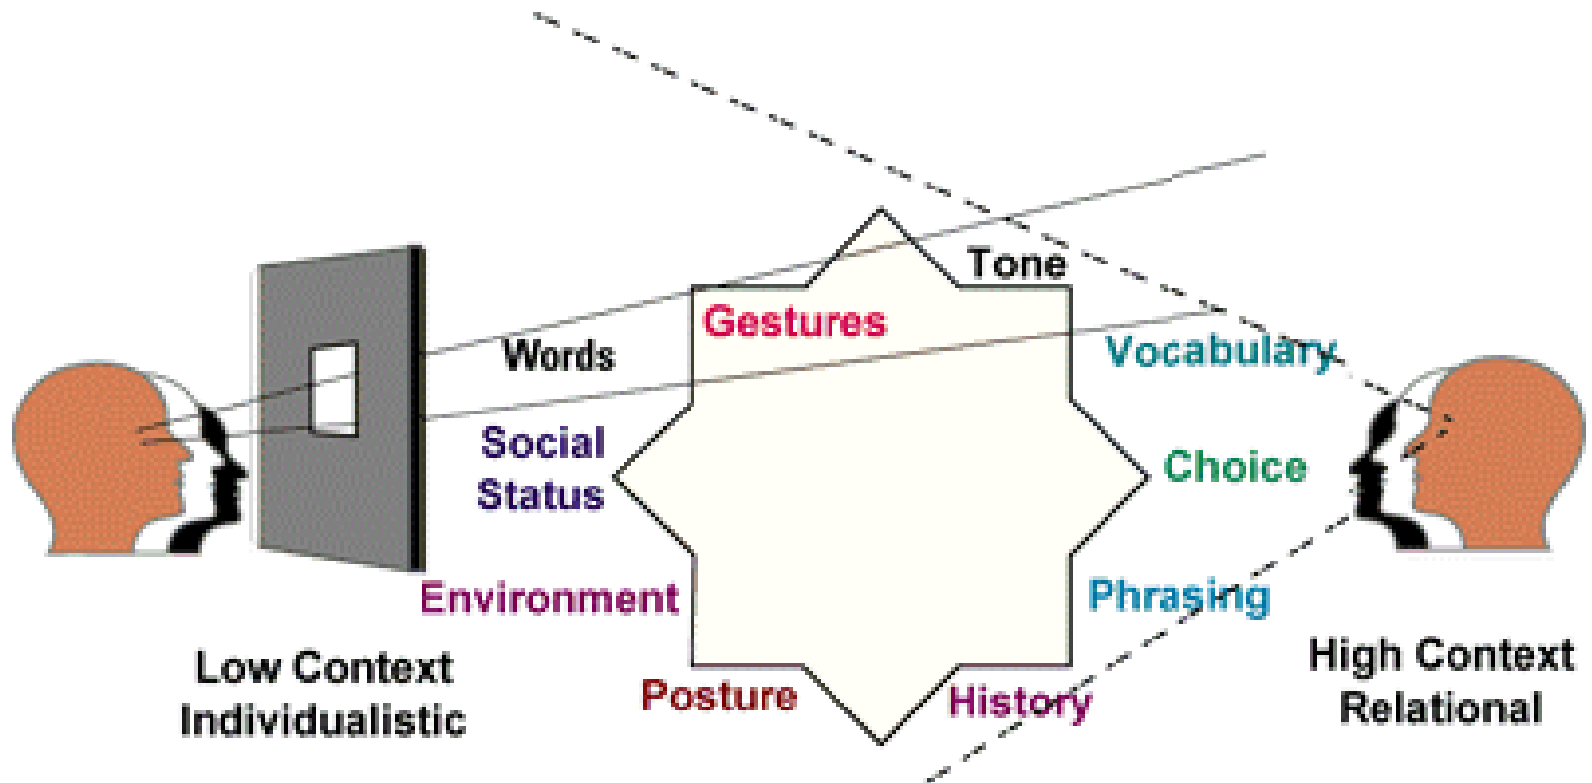 Tone
Gestures
Words
Vocabulary
Social
Status
Choice
Environment
Phrasing
Posture
History
Low Context
Individualistic
High Context
Relational